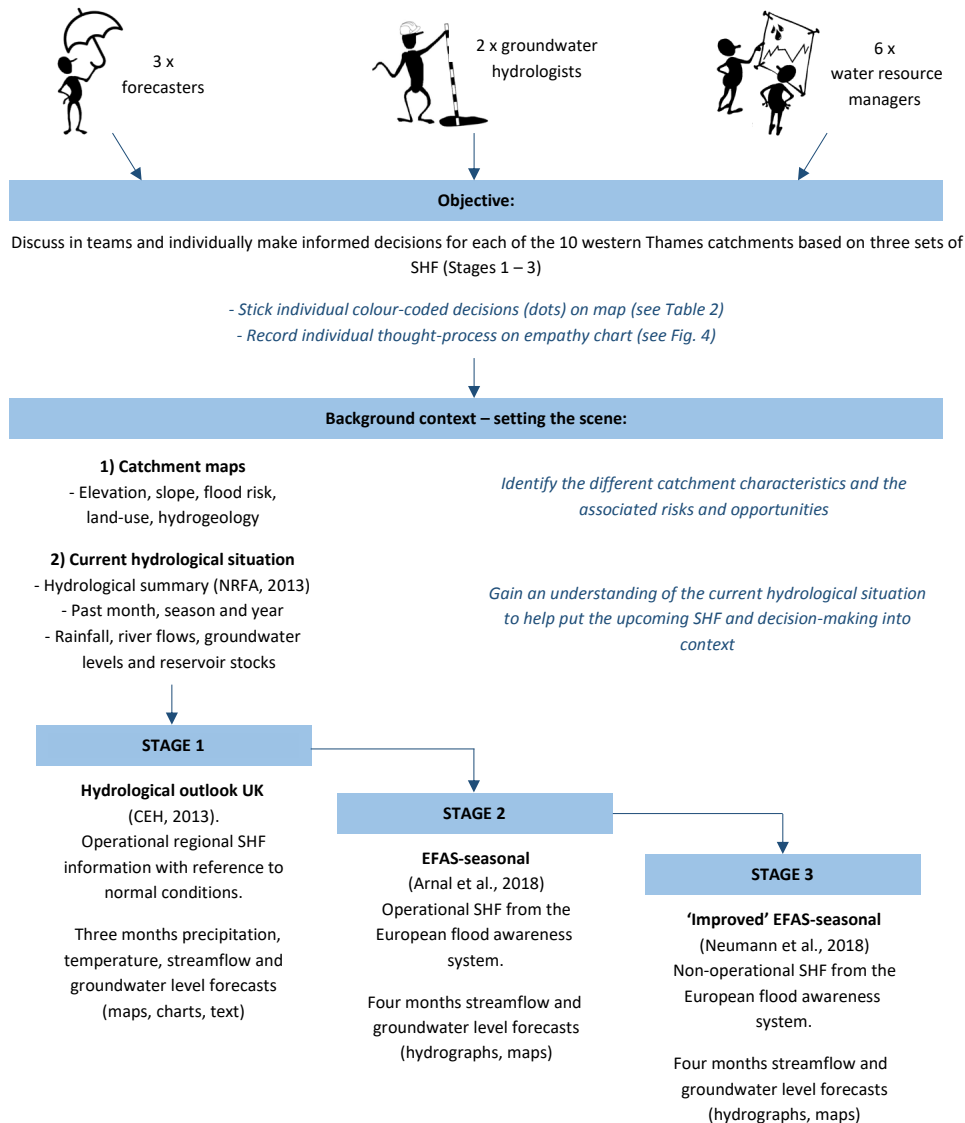 3 x
forecasters
2 x groundwater
hydrologists
6 x
water resource
managers
Objective:
Discuss in teams and individually make informed decisions for each of the 10 western Thames catchments based on three sets of
SHF (Stages 1 – 3)
- Stick individual colour-coded decisions (dots) on map (see Table 2)
- Record individual thought-process on empathy chart (see Fig. 4)
Background context – setting the scene:
1) Catchment maps
- Elevation, slope, flood risk,
land-use, hydrogeology
Identify the different catchment characteristics and the
associated risks and opportunities
2) Current hydrological situation
- Hydrological summary (NRFA, 2013)
- Past month, season and year
- Rainfall, river flows, groundwater
levels and reservoir stocks
Gain an understanding of the current hydrological situation
to help put the upcoming SHF and decision-making into
context
STAGE 1
Hydrological outlook UK
(CEH, 2013).
Operational regional SHF
information with reference to
normal conditions.
Three months precipitation,
temperature, streamflow and
groundwater level forecasts
(maps, charts, text)
STAGE 2
EFAS-seasonal
(Arnal et al., 2018)
Operational SHF from the
European flood awareness
system.
Four months streamflow and
groundwater level forecasts
(hydrographs, maps)
STAGE 3
‘Improved’ EFAS-seasonal
(Neumann et al., 2018)
Non-operational SHF from the
European flood awareness
system.
Four months streamflow and
groundwater level forecasts
(hydrographs, maps)